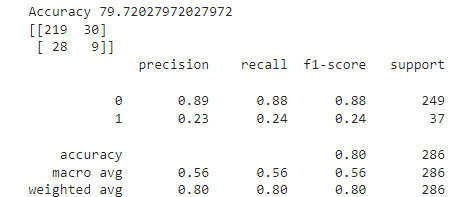 Accuracy 79.72027972027972
[[219  30]
 [ 28   9]]
              precision    recall  f1-score   support

           0       0.89      0.88      0.88       249
           1       0.23      0.24      0.24        37

    accuracy                           0.80       286
   macro avg       0.56      0.56      0.56       286
weighted avg       0.80      0.80      0.80       286